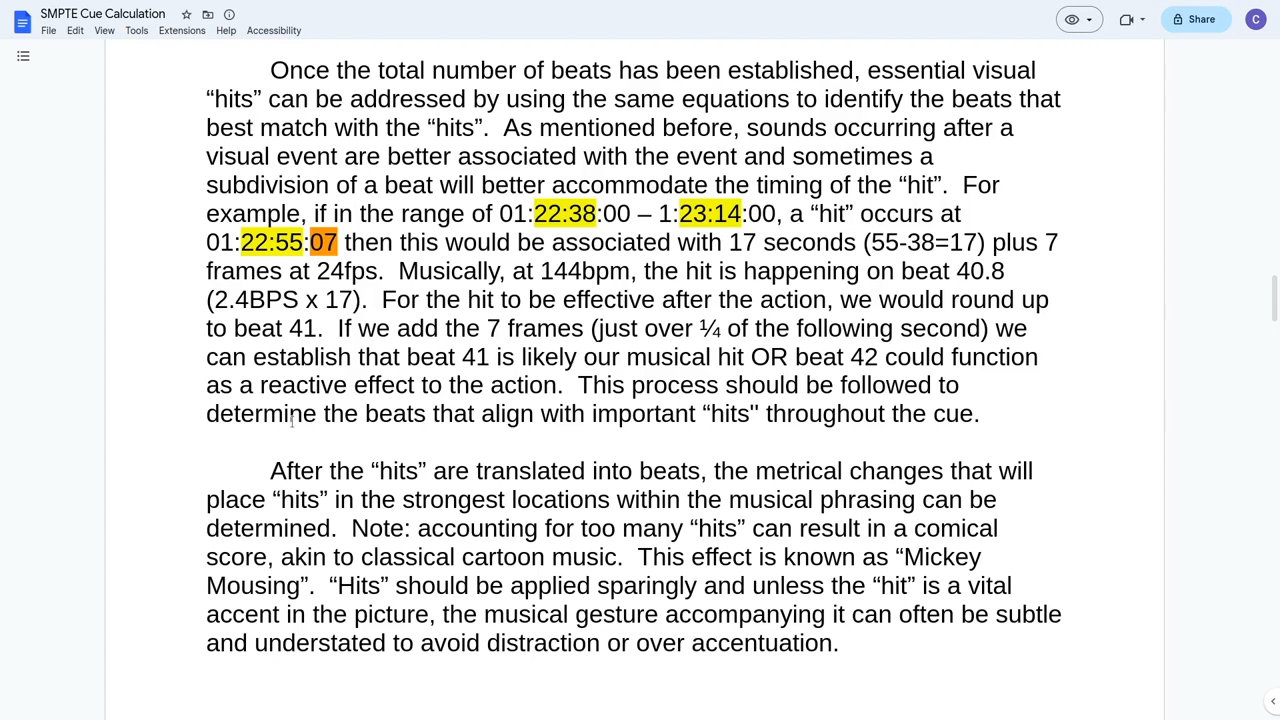 SMPTE Cue Calculation
File Edit View Tools Extensions Help Accessibility
Share
C
Once the total number of beats has been established, essential visual
“hits” can be addressed by using the same equations to identify the beats that
best match with the “hits”.  As mentioned before, sounds occurring after a
visual event are better associated with the event and sometimes a
subdivision of a beat will better accommodate the timing of the “hit”.  For
example, if in the range of 01:22:38:00 – 1:23:14:00, a “hit” occurs at
01:22:55:07 then this would be associated with 17 seconds (55-38=17) plus 7
frames at 24fps.  Musically, at 144bpm, the hit is happening on beat 40.8
(2.4BPS x 17).  For the hit to be effective after the action, we would round up
to beat 41.  If we add the 7 frames (just over ¼ of the following second) we
can establish that beat 41 is likely our musical hit OR beat 42 could function
as a reactive effect to the action.  This process should be followed to
determine the beats that align with important “hits" throughout the cue.
After the “hits” are translated into beats, the metrical changes that will
place “hits” in the strongest locations within the musical phrasing can be
determined.  Note: accounting for too many “hits” can result in a comical
score, akin to classical cartoon music.  This effect is known as “Mickey
Mousing”.  “Hits” should be applied sparingly and unless the “hit” is a vital
accent in the picture, the musical gesture accompanying it can often be subtle
and understated to avoid distraction or over accentuation.